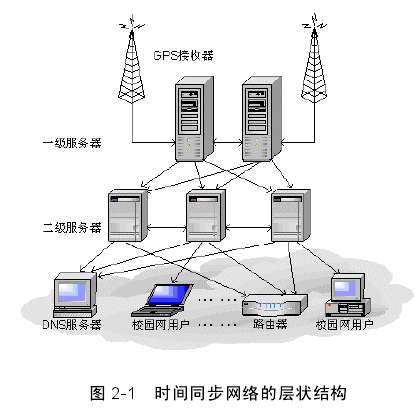 GPS接收器
一级服务器
二级服务器
DNS服务器
校园网用户
路由器
校园网用户
图 2-1 时间同步网络的层状结构